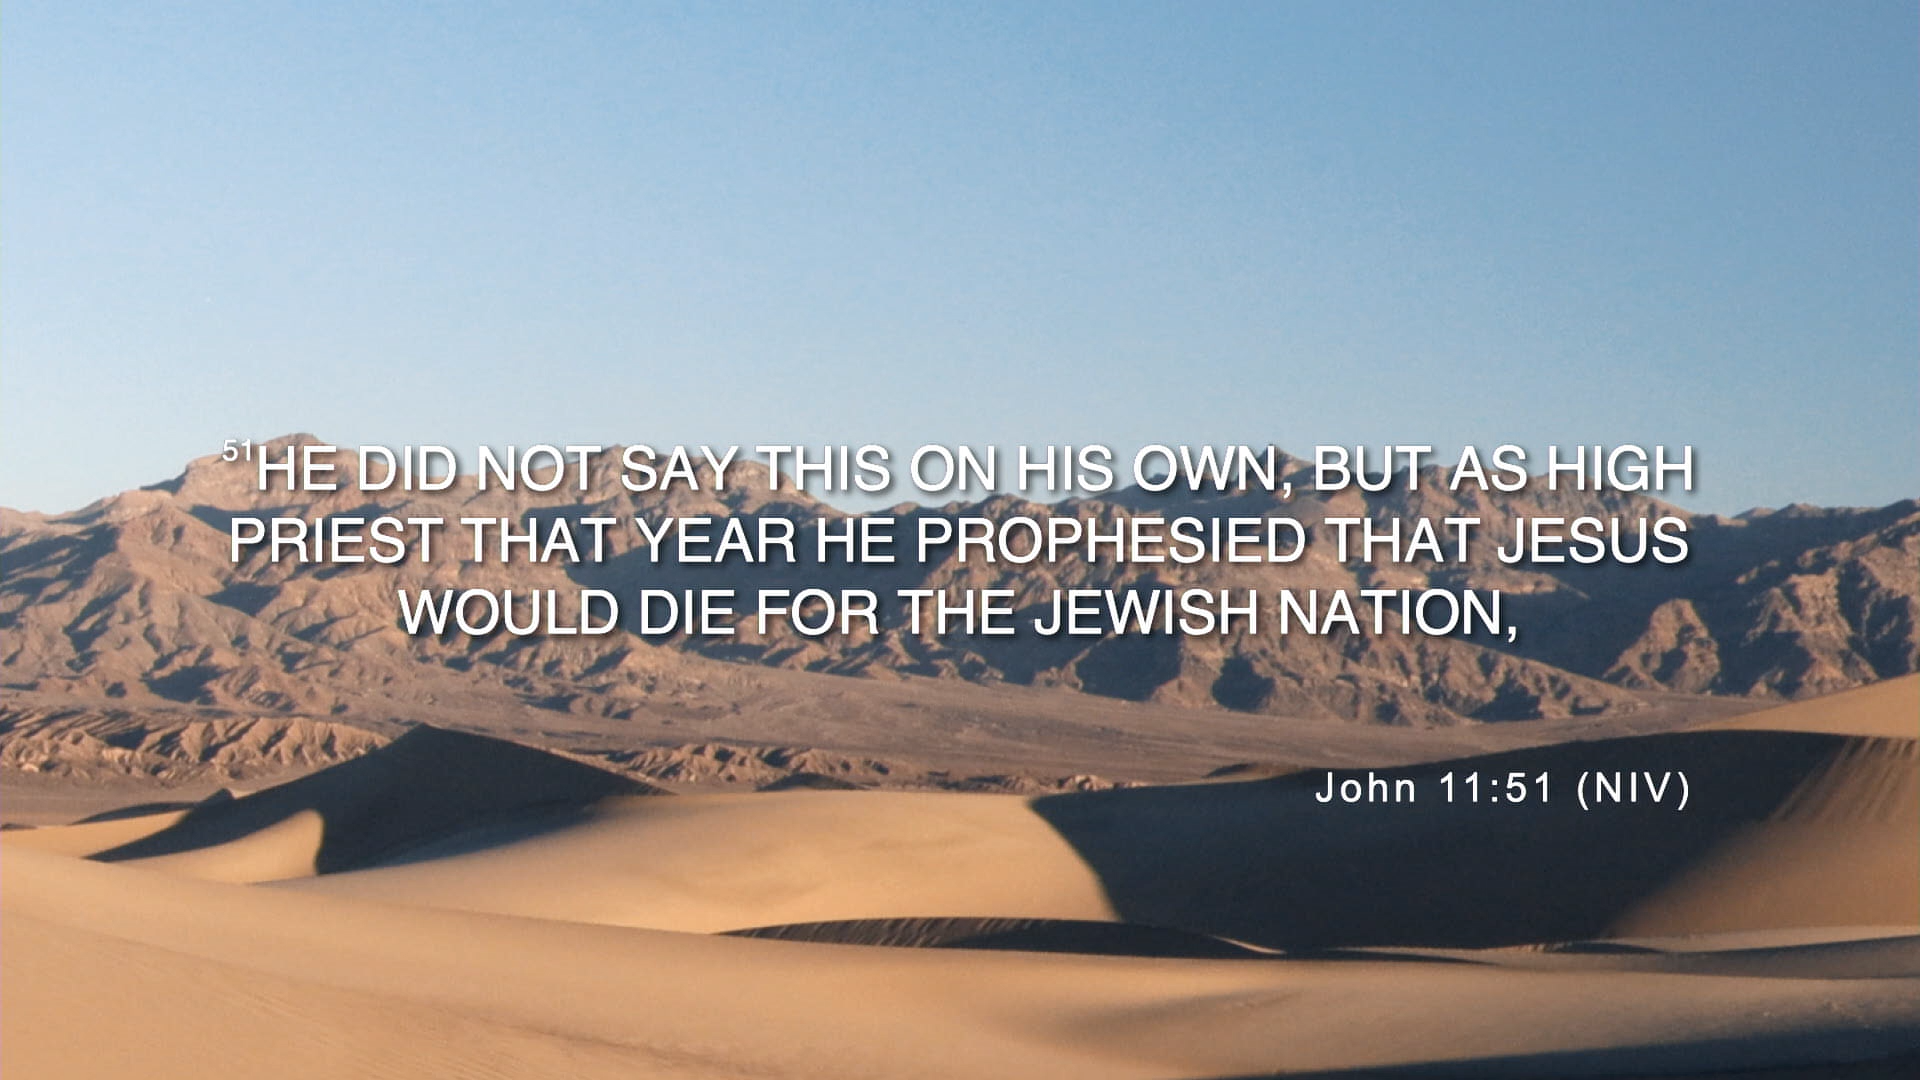 51HE DID NOT SAY THIS ON HIS OWN, BUT AS HIGH
PRIEST THAT YEAR HE PROPHESIED THAT JESUS
WOULD DIE FOR THE JEWISH NATION,
John 11:51 (NIV)